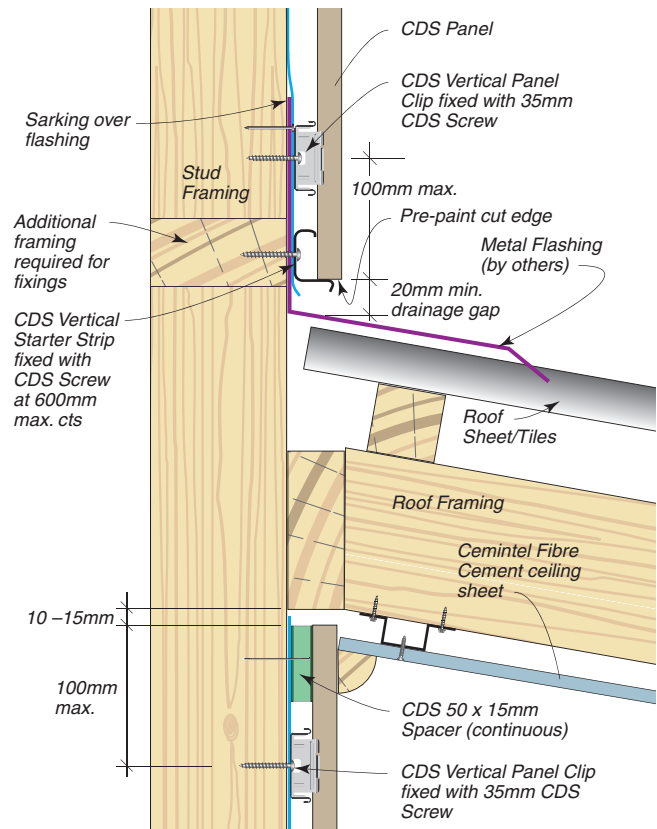 CDS Panel
CDS Vertical Panel
Clip fixed with 35mm
CDS Screw
Sarking over
flashing
Stud
Framing
100mm max.
Additional
framing
required for
fixings
Pre-paint cut edge
Metal Flashing
(by others)
20mm min.
drainage gap
CDS Vertical
Starter Strip
fixed with
CDS Screw
at 600mm
max. cts
Roof
Sheet/Tiles
Roof Framing
Cemintel Fibre
Cement ceiling
sheet
10 –15mm
100mm
max.
CDS 50 x 15mm
Spacer (continuous)
CDS Vertical Panel Clip
fixed with 35mm CDS
Screw